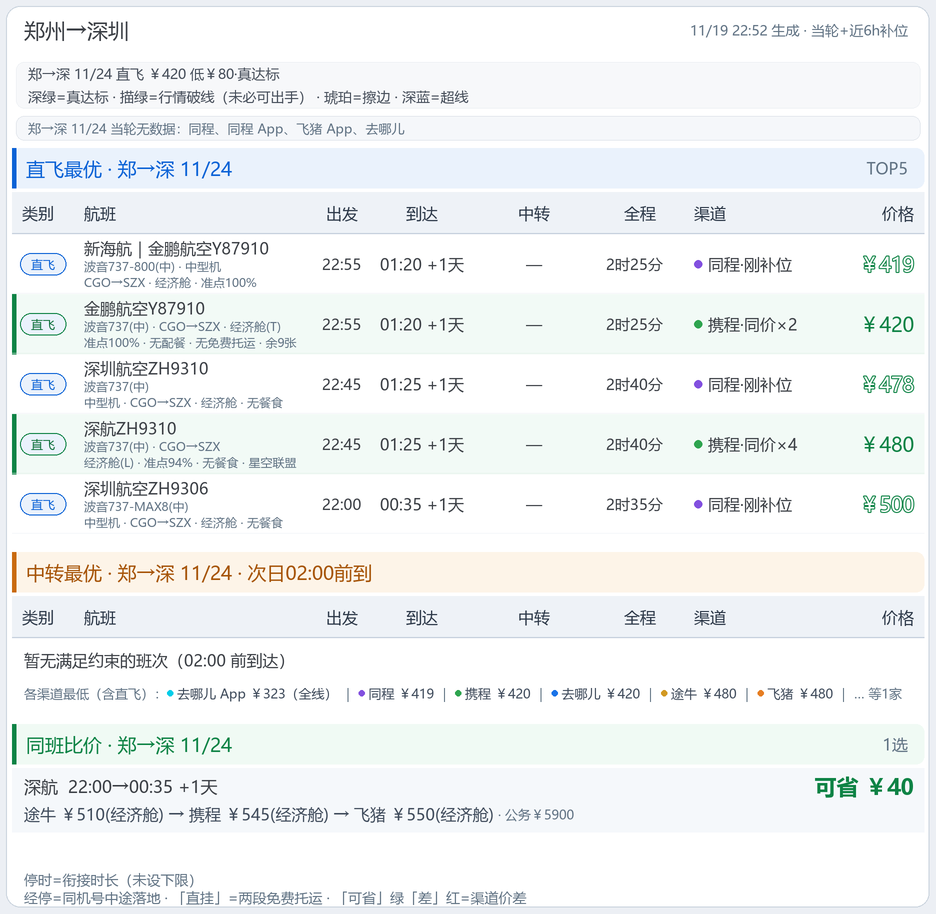 郑州→深圳
11/19 22:52 生成 · 当轮+近6h补位
郑→深 11/24 直飞 ¥420 低¥80·真达标
深绿=真达标 · 描绿=行情破线（未必可出手） · 琥珀=擦边 · 深蓝=超线
郑→深 11/24 当轮无数据：同程、同程 App、飞猪 App、去哪儿
直飞最优 · 郑→深 11/24 TOP5
类别 航班 出发 到达 中转 全程 渠道 价格
新海航｜金鹏航空Y87910
直飞 波音737-800(中) · 中型机 22:55 01:20 +1天 — 2时25分 同程·刚补位 ¥419
CGO→SZX · 经济舱 · 准点100%
金鹏航空Y87910
直飞 波音737(中) · CGO→SZX · 经济舱(T) 22:55 01:20 +1天 — 2时25分 携程·同价×2 ¥420
准点100% · 无配餐 · 无免费托运 · 余9张
深圳航空ZH9310
直飞 波音737(中) 22:45 01:25 +1天 — 2时40分 同程·刚补位 ¥478
中型机 · CGO→SZX · 经济舱 · 无餐食
深航ZH9310
直飞 波音737(中) · CGO→SZX 22:45 01:25 +1天 — 2时40分 携程·同价×4 ¥480
经济舱(L) · 准点94% · 无餐食 · 星空联盟
深圳航空ZH9306
直飞 波音737-MAX8(中) 22:00 00:35 +1天 — 2时35分 同程·刚补位 ¥500
中型机 · CGO→SZX · 经济舱 · 无餐食
中转最优 · 郑→深 11/24 · 次日02:00前到
类别 航班 出发 到达 中转 全程 渠道 价格
暂无满足约束的班次（02:00 前到达）
各渠道最低（含直飞）: 去哪儿 App ¥323（全线） | 同程 ¥419 | 携程 ¥420 | 去哪儿 ¥420 | 途牛 ¥480 | 飞猪 ¥480 | … 等1家
同班比价 · 郑→深 11/24 1选
深航 22:00→00:35 +1天 可省 ¥40
途牛 ¥510(经济舱) → 携程 ¥545(经济舱) → 飞猪 ¥550(经济舱) · 公务¥5900
停时=衔接时长（未设下限）
经停=同机号中途落地 · 「直挂」=两段免费托运 · 「可省」绿「差」红=渠道价差